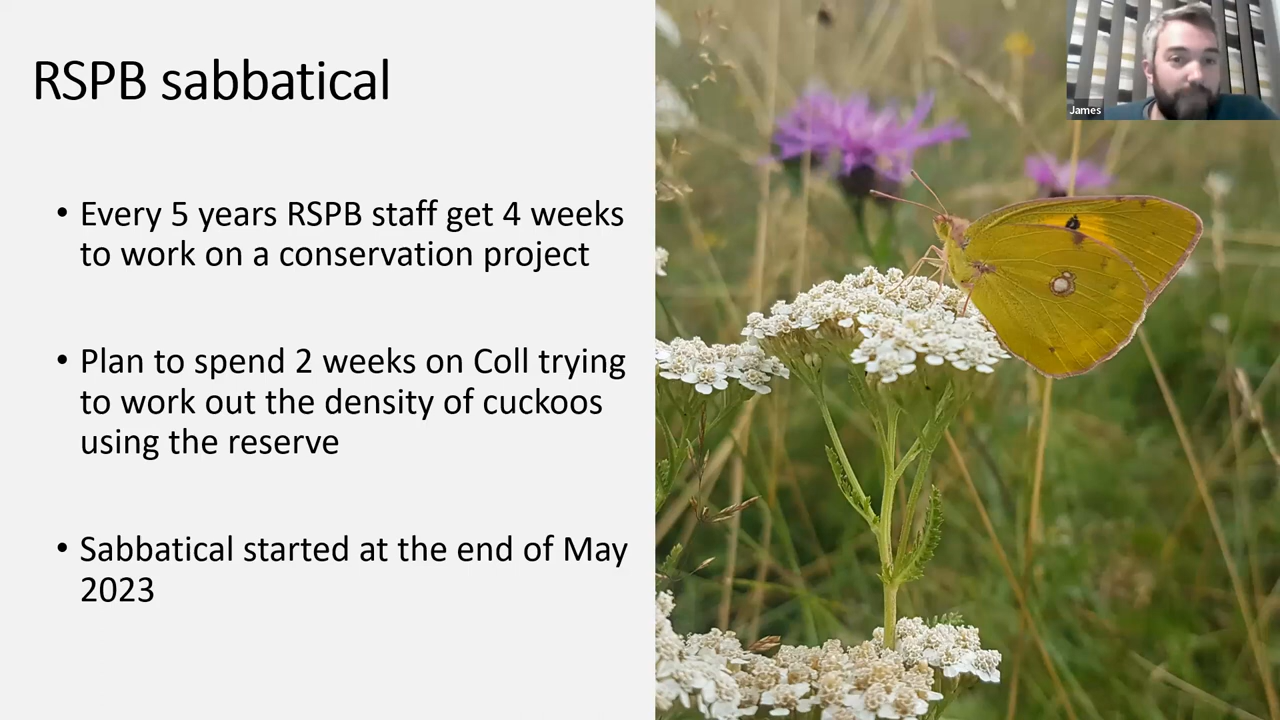 RSPB sabbatical
• Every 5 years RSPB staff get 4 weeks
to work on a conservation project
• Plan to spend 2 weeks on Coll trying
to work out the density of cuckoos
using the reserve
• Sabbatical started at the end of May
2023
James